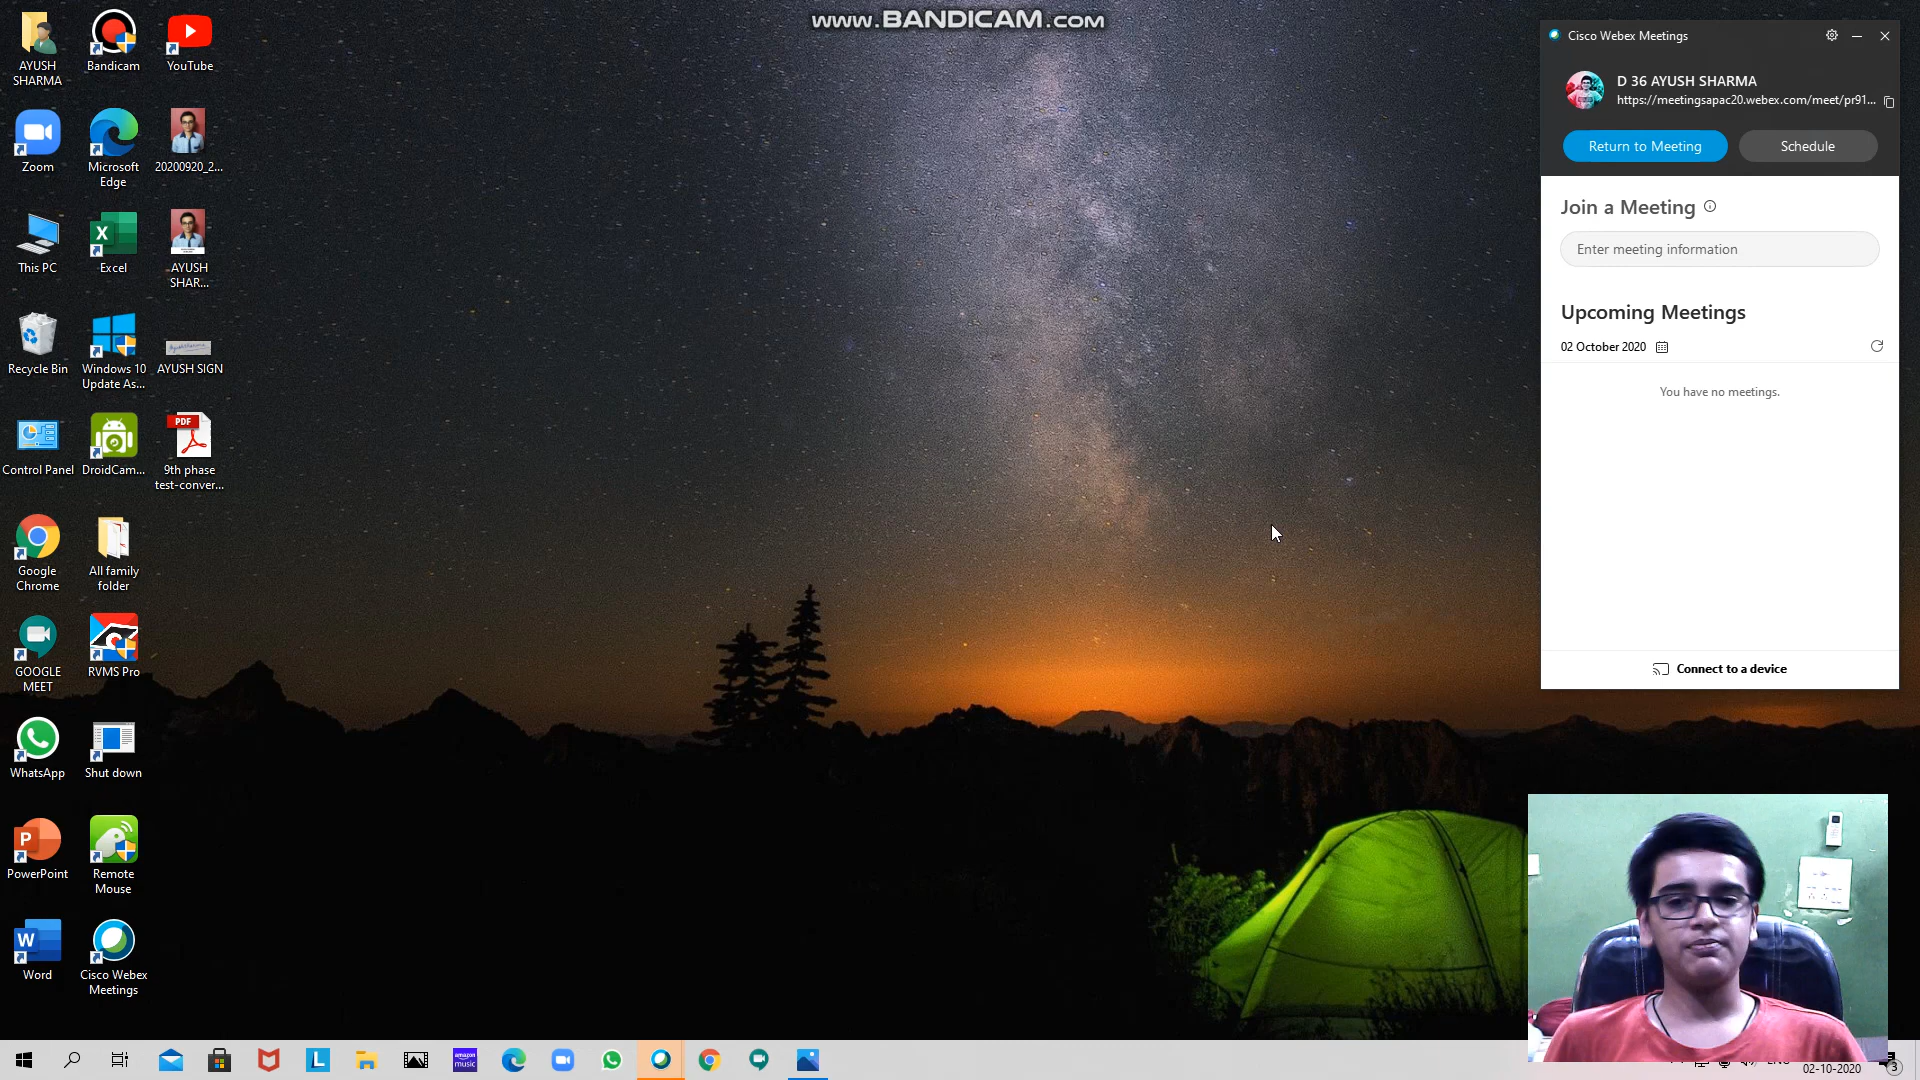 www.BANDICAM.com
AYUSH
SHARMA
Bandicam
YouTube
Zoom
Microsoft
Edge
20200920_2...
This PC
Excel
AYUSH
SHAR...
Recycle Bin
Windows 10
Update As...
AYUSH SIGN
Control Panel
DroidCam...
PDF
9th phase
test-conver...
Google
Chrome
All family
folder
GOOGLE
MEET
RVMS Pro
WhatsApp
Shut down
PowerPoint
Remote
Mouse
Word
Cisco Webex
Meetings
Cisco Webex Meetings
D 36 AYUSH SHARMA
https://meetingsapac20.webex.com/meet/pr91...
Return to Meeting
Schedule
Join a Meeting
Enter meeting information
Upcoming Meetings
02 October 2020
You have no meetings.
Connect to a device
amazon
music
02-10-2020
3